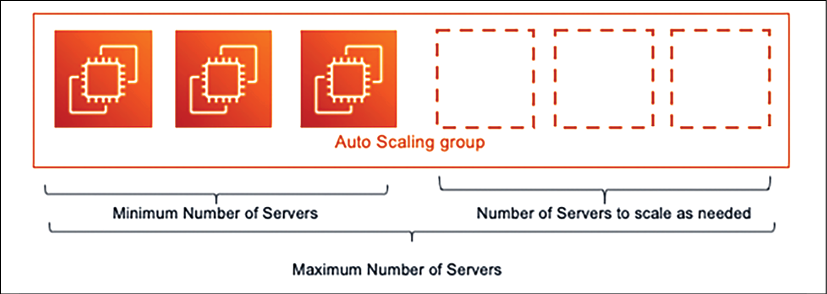 Auto Scaling group
Minimum Number of Servers
Number of Servers to scale as needed
Maximum Number of Servers